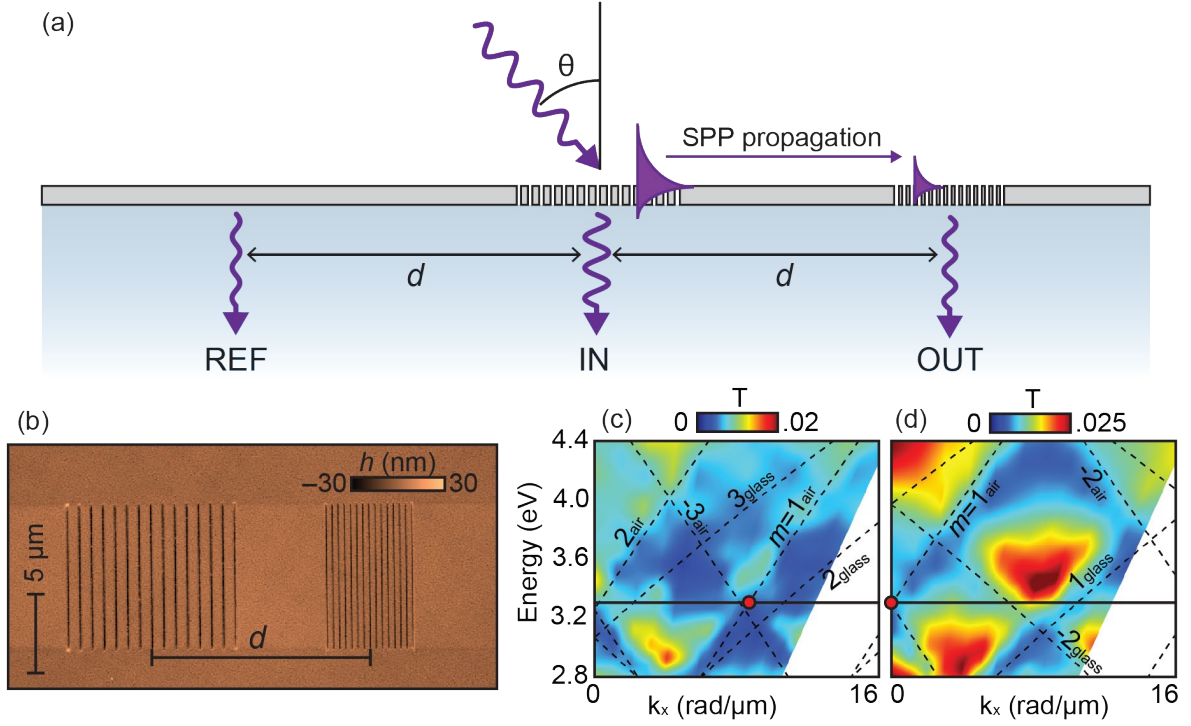 (a)
θ
SPP propagation
d
d
REF
IN
OUT
(b)
h (nm)
−30
30
5 μm
d
(c)
T
0
.02
(d)
T
0
.025
Energy (eV)
4.4
4.0
3.6
3.2
2.8
2air
-3air
3glass
m=1air
2glass
0
16
kx (rad/μm)
m=1air
-2air
1glass
-2glass
0
16
kx (rad/μm)